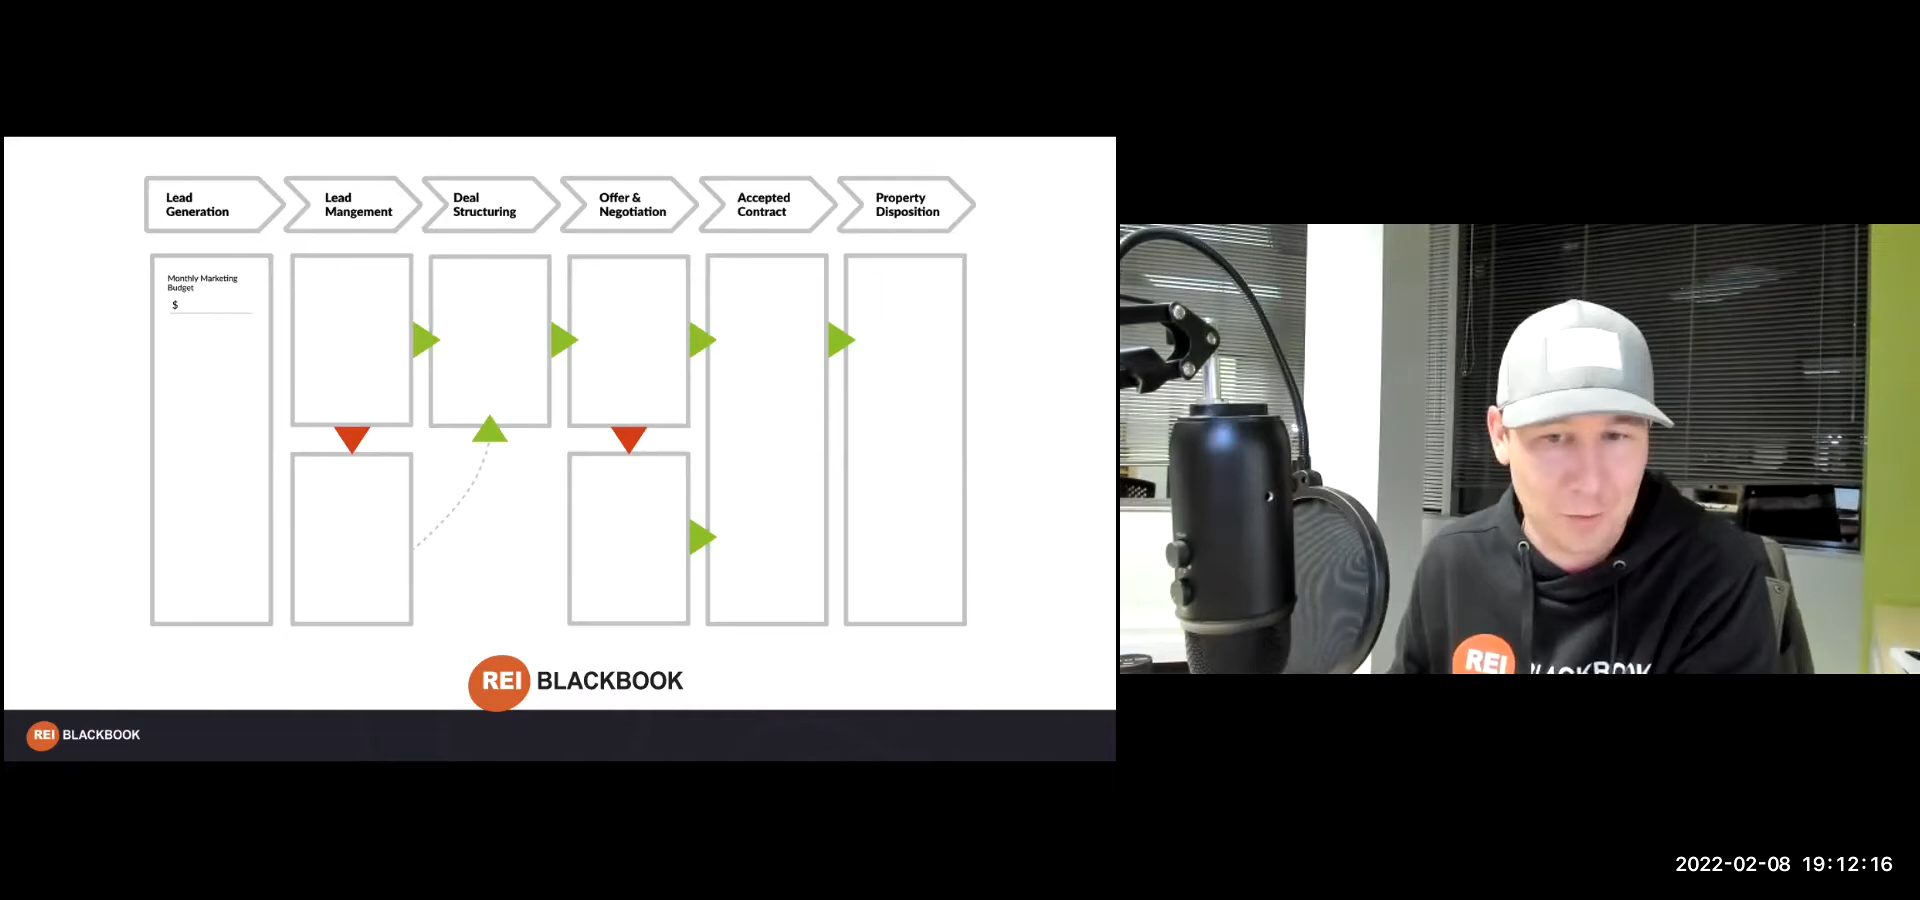 Lead
Generation
Lead
Mangement
Deal
Structuring
Offer &
Negotiation
Accepted
Contract
Property
Disposition
Monthly Marketing
Budget
$
REI BLACKBOOK
REI BLACKBOOK
REI
BLACKBOOK
2022-02-08 19:12:16